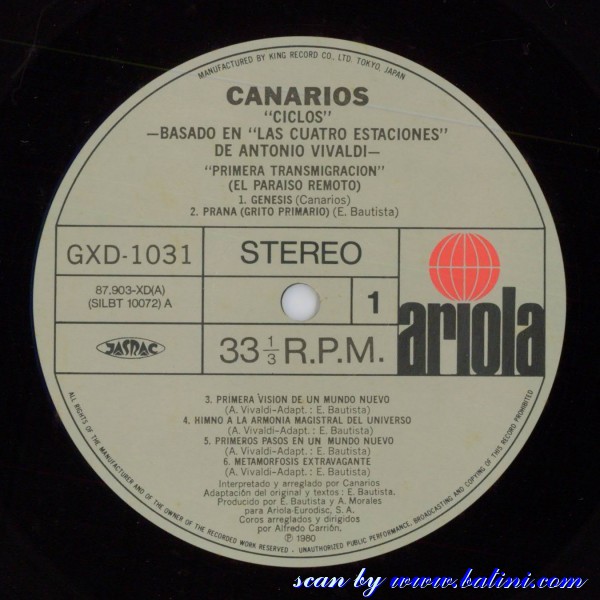 MANUFACTURED BY KING RECORD CO., LTD. TOKYO, JAPAN
CANARIOS
"CICLOS"
—BASADO EN "LAS CUATRO ESTACIONES"
DE ANTONIO VIVALDI—
"PRIMERA TRANSMIGRACION"
(EL PARAISO REMOTO)
1. GENESIS (Canarios)
2. PRANA (GRITO PRIMARIO) (E. Bautista)
GXD-1031
STEREO
87.903-XD(A)
(SILBT 10072) A
1
ariola
JASRAC
33 1/3 R.P.M.
3. PRIMERA VISION DE UN MUNDO NUEVO
(A. Vivaldi-Adapt.: E. Bautista)
4. HIMNO A LA ARMONIA MAGISTRAL DEL UNIVERSO
(A. Vivaldi-Adapt.: E. Bautista)
5. PRIMEROS PASOS EN UN MUNDO NUEVO
(A. Vivaldi-Adapt.: E. Bautista)
6. METAMORFOSIS EXTRAVAGANTE
(A. Vivaldi-Adapt.: E. Bautista)
Interpretado y arreglado por Canarios
Adaptación del original y textos: E. Bautista.
Producido por E. Bautista y A. Morales
para Ariola-Eurodisc, S. A.
Coros arreglados y dirigidos
por Alfredo Carrión.
℗ 1980
ALL RIGHTS OF THE MANUFACTURER AND OF THE OWNER OF THE RECORDED WORK RESERVED - UNAUTHORIZED PUBLIC PERFORMANCE, BROADCASTING AND COPYING OF THIS RECORD PROHIBITED
scan by www.batini.com